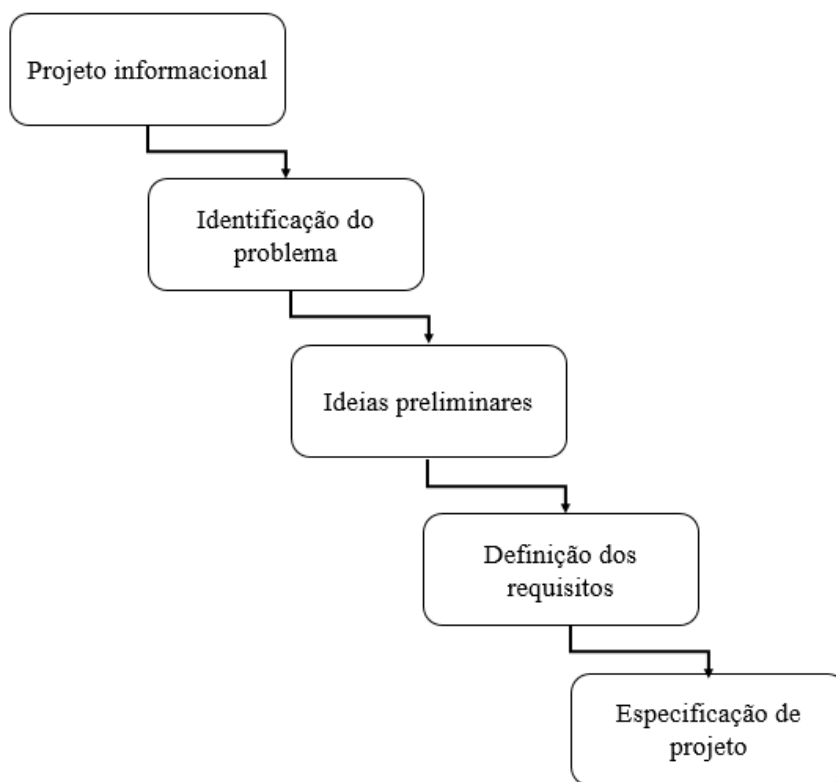 Projeto informacional
Identificação do
problema
Ideias preliminares
Definição dos
requisitos
Especificação de
projeto